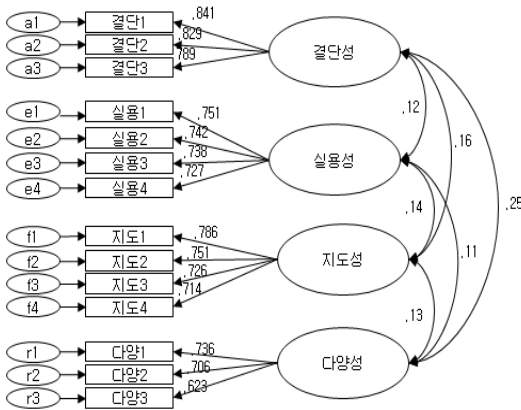 a1 결단1 ,841
a2 결단2 ,829 결단성
a3 결단3 ,789
,12
,16
e1 실용1 ,751
e2 실용2 ,742
e3 실용3 ,738 실용성
e4 실용4 ,727
,25
,14
,11
f1 지도1 ,786
f2 지도2 ,751 지도성
f3 지도3 ,726
f4 지도4 ,714
,13
r1 다양1 ,736
r2 다양2 ,706 다양성
r3 다양3 ,623